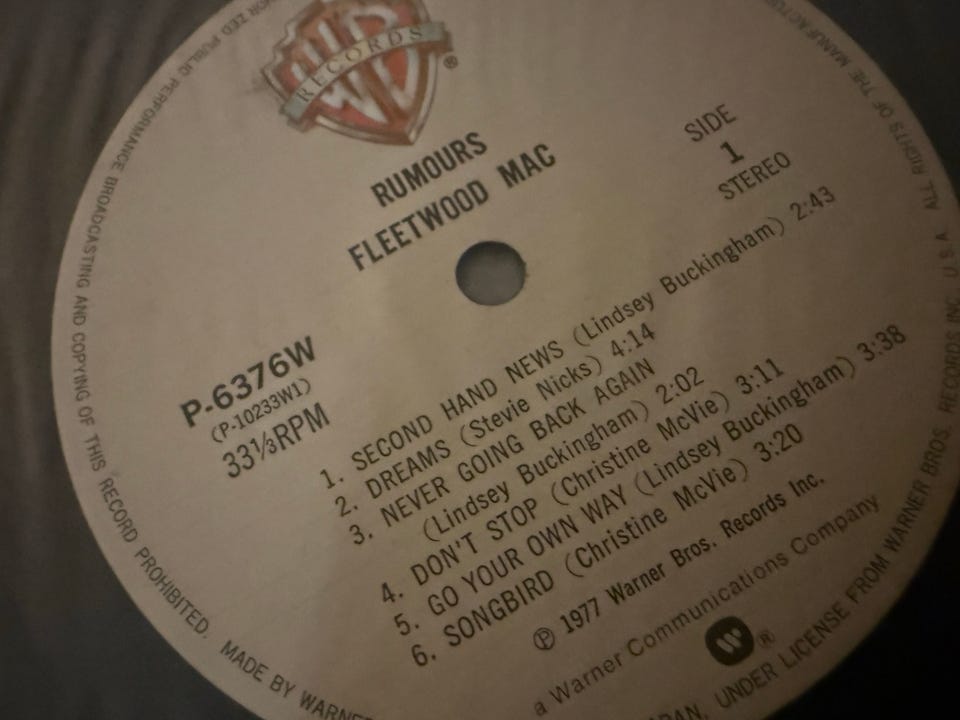 RECORDS
®
RUMOURS
FLEETWOOD MAC
SIDE
1
STEREO
P-6376W
(P-10233W1)
33⅓RPM
1. SECOND HAND NEWS (Lindsey Buckingham) 2:43
2. DREAMS (Stevie Nicks) 4:14
3. NEVER GOING BACK AGAIN
(Lindsey Buckingham) 2:02
4. DON'T STOP (Christine McVie) 3:11
5. GO YOUR OWN WAY (Lindsey Buckingham) 3:38
6. SONGBIRD (Christine McVie) 3:20
Ⓟ 1977 Warner Bros. Records Inc.
a Warner Communications Company
®
ALL RIGHTS OF THE
ZED PUBLIC PERFORMANCE, BROADCASTING AND COPYING OF THIS RECORD PROHIBITED. MADE BY
UNDER LICENSE FROM WARNER BROS. RECORDS INC. U S A